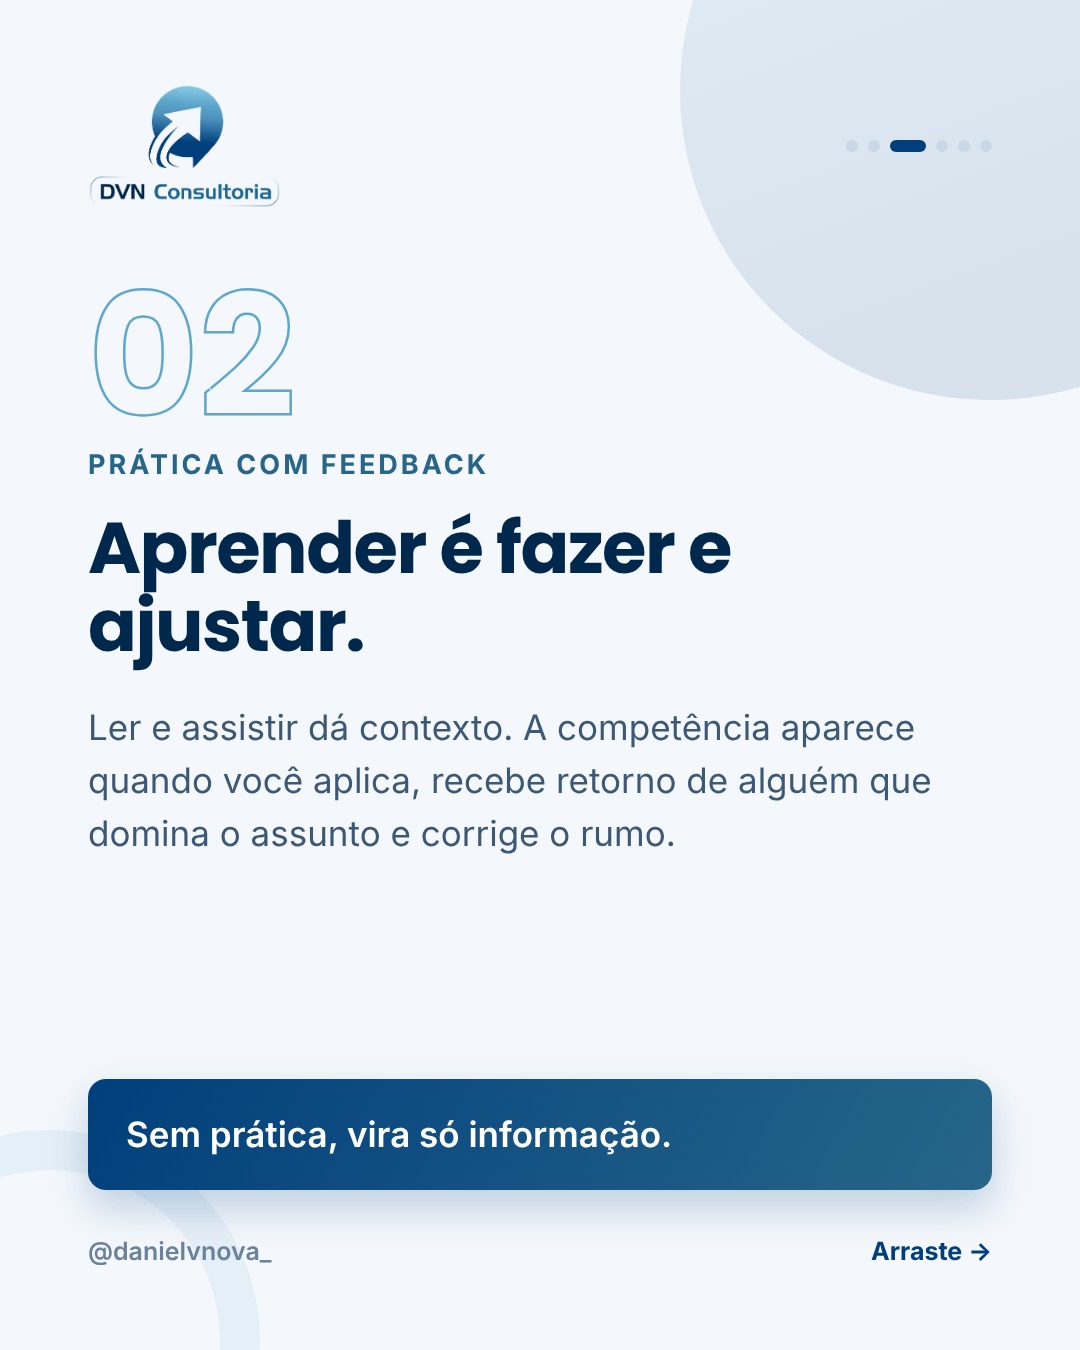 DVN Consultoria
02
PRÁTICA COM FEEDBACK
Aprender é fazer e
ajustar.
Ler e assistir dá contexto. A competência aparece
quando você aplica, recebe retorno de alguém que
domina o assunto e corrige o rumo.
Sem prática, vira só informação.
@danielvnova_
Arraste →